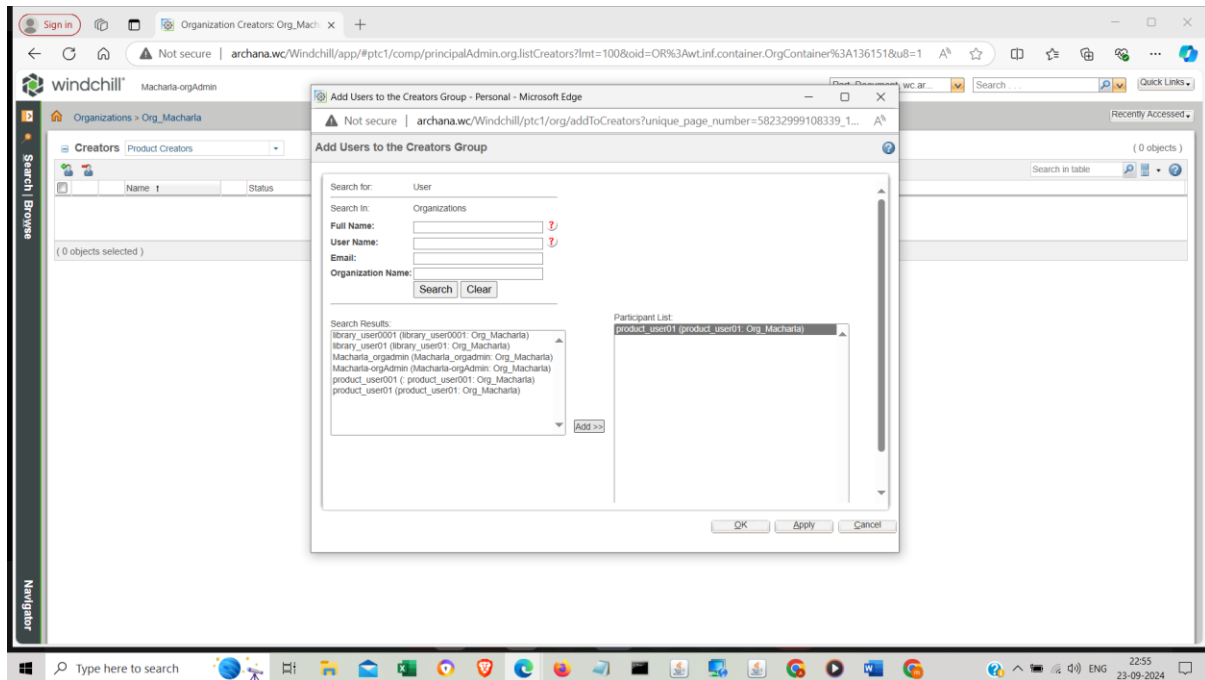 Sign in
Organization Creators: Org_Mach
Not secure | archana.wc/Windchill/app/#ptc1/comp/principalAdmin.org.listCreators?lmt=100&oid=OR%3Awt.inf.container.OrgContainer%3A136151&u8=1
windchill Macharla-orgAdmin
wc.ar... Search . . . Quick Links
Organizations > Org_Macharla
Recently Accessed
Creators Product Creators
( 0 objects )
Search in table
Name Status
( 0 objects selected )
Search | Browse
Navigator
Add Users to the Creators Group - Personal - Microsoft Edge
Not secure | archana.wc/Windchill/ptc1/org/addToCreators?unique_page_number=58232999108339_1...
Add Users to the Creators Group
Search for: User
Search In: Organizations
Full Name:
User Name:
Email:
Organization Name:
Search Clear
Search Results:
library_user0001 (library_user0001: Org_Macharla)
library_user01 (library_user01: Org_Macharla)
Macharla_orgadmin (Macharla_orgadmin: Org_Macharla)
Macharla-orgAdmin (Macharla-orgAdmin: Org_Macharla)
product_user001 (: product_user001: Org_Macharla)
product_user01 (product_user01: Org_Macharla)
Add >>
Participant List:
product_user01 (product_user01: Org_Macharla)
OK Apply Cancel
Type here to search
ENG
22:55
23-09-2024